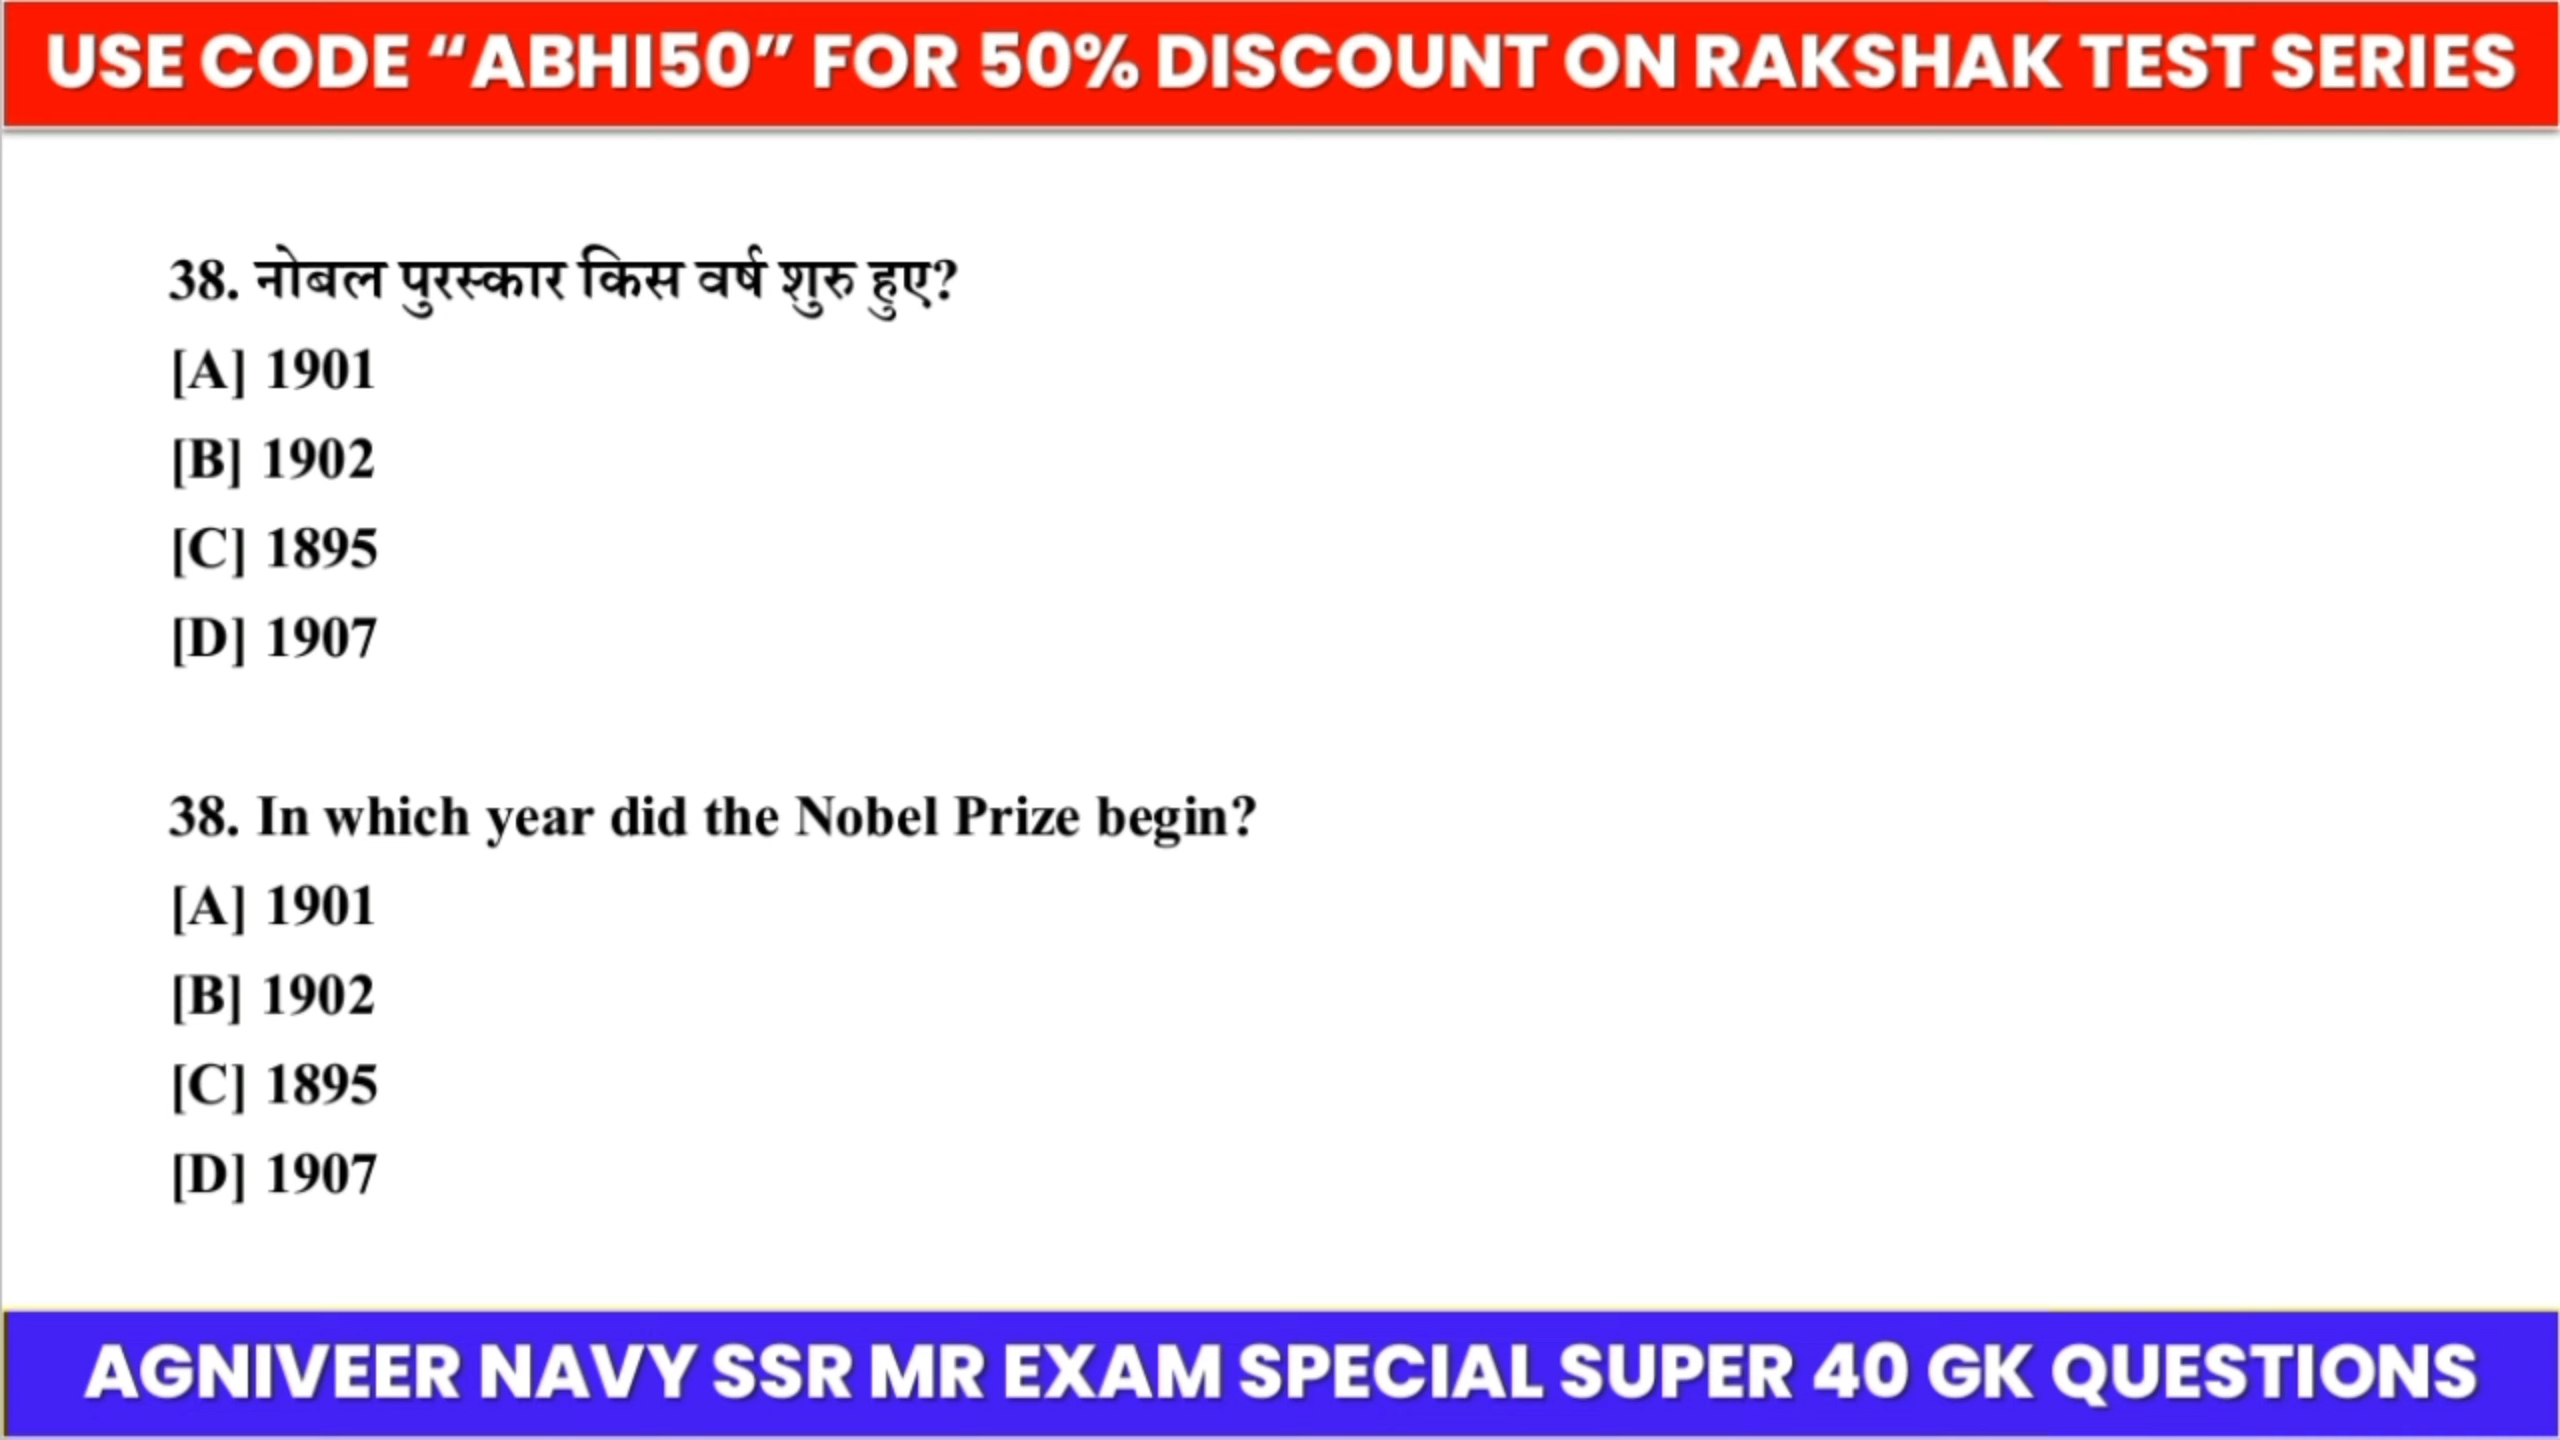 USE CODE “ABHI50” FOR 50% DISCOUNT ON RAKSHAK TEST SERIES
38. नोबल पुरस्कार किस वर्ष शुरु हुए?
[A] 1901
[B] 1902
[C] 1895
[D] 1907
38. In which year did the Nobel Prize begin?
[A] 1901
[B] 1902
[C] 1895
[D] 1907
AGNIVEER NAVY SSR MR EXAM SPECIAL SUPER 40 GK QUESTIONS